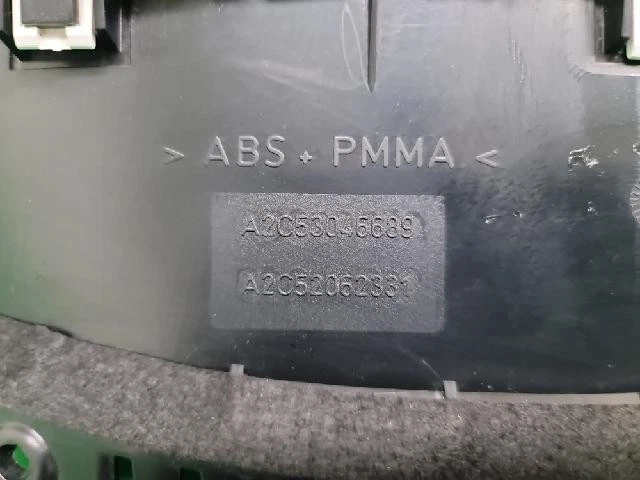 > ABS + PMMA <
A2C53046689
A2C52062331